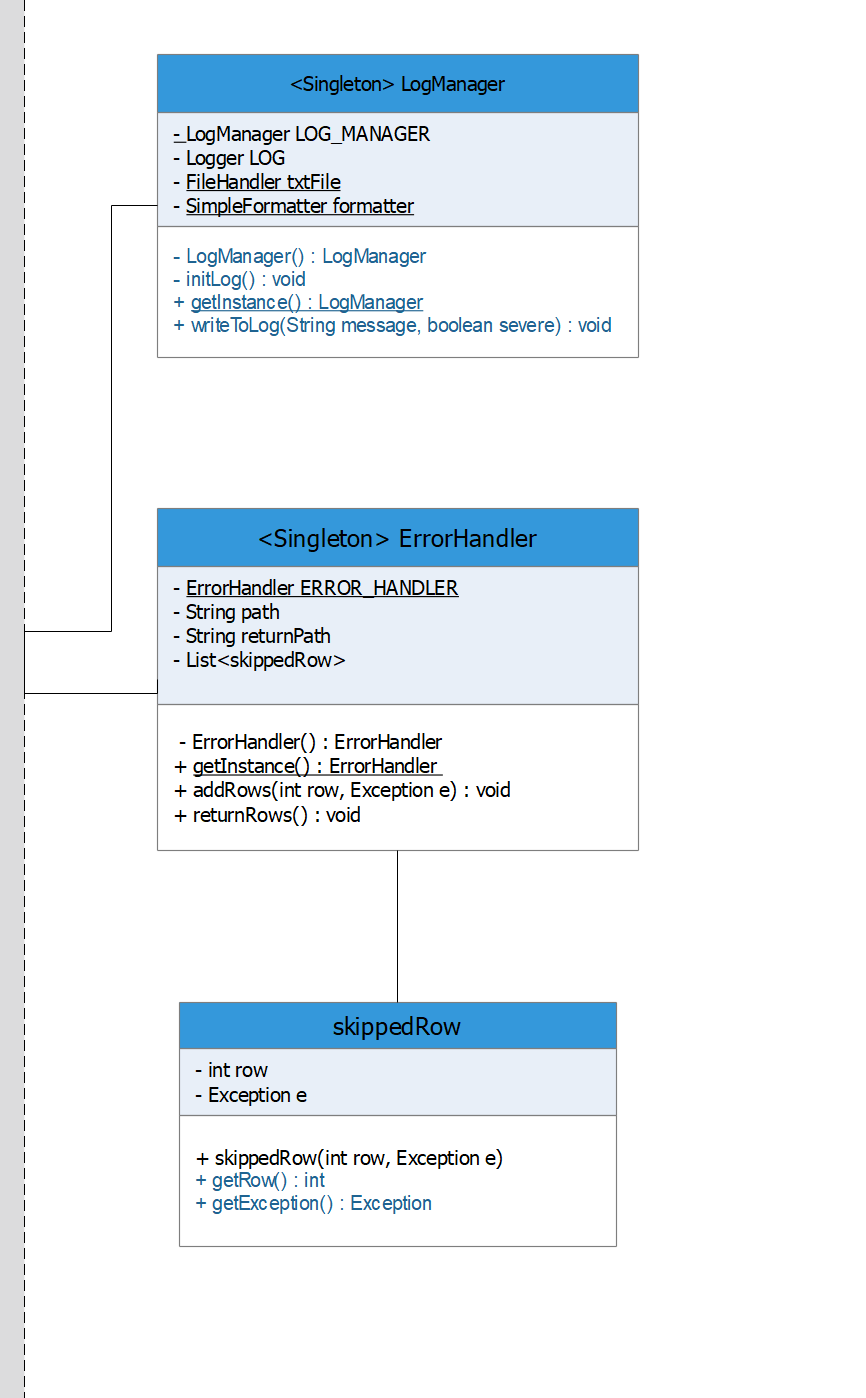 <Singleton> LogManager
- LogManager LOG_MANAGER
- Logger LOG
- FileHandler txtFile
- SimpleFormatter formatter
- LogManager() : LogManager
- initLog() : void
+ getInstance() : LogManager
+ writeToLog(String message, boolean severe) : void
<Singleton> ErrorHandler
- ErrorHandler ERROR_HANDLER
- String path
- String returnPath
- List<skippedRow>
- ErrorHandler() : ErrorHandler
+ getInstance() : ErrorHandler
+ addRows(int row, Exception e) : void
+ returnRows() : void
skippedRow
- int row
- Exception e
+ skippedRow(int row, Exception e)
+ getRow() : int
+ getException() : Exception